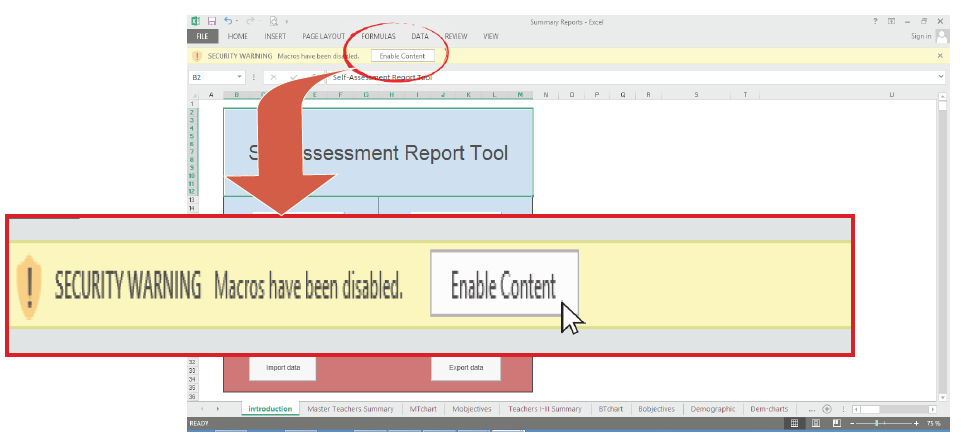 Summary Reports - Excel
FILE HOME INSERT PAGE LAYOUT FORMULAS DATA REVIEW VIEW Sign in
SECURITY WARNING Macros have been disabled. Enable Content
B2 Self-Assessment Report Tool
A B E F G H I J K L M N O P Q R S T U
1
2
3
4
5
6
7
8
9
10
11
12
13
14
ssessment Report Tool
SECURITY WARNING Macros have been disabled. Enable Content
32
33
34
35
36
Import data Export data
introduction Master Teachers Summary MTchart Mobjectives Teachers I-III Summary BTchart Bobjectives Demographic Dem-charts ...
READY 75%